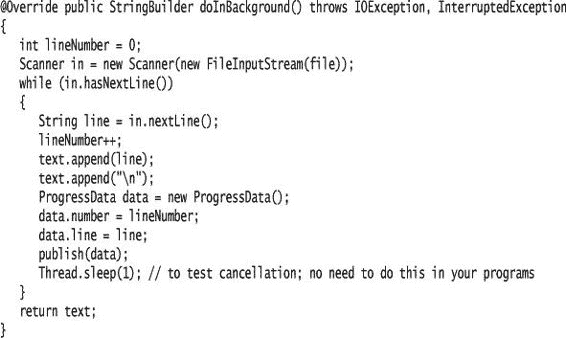 @Override public StringBuilder doInBackground() throws IOException, InterruptedException
{
   int lineNumber = 0;
   Scanner in = new Scanner(new FileInputStream(file));
   while (in.hasNextLine())
   {
      String line = in.nextLine();
      lineNumber++;
      text.append(line);
      text.append("\n");
      ProgressData data = new ProgressData();
      data.number = lineNumber;
      data.line = line;
      publish(data);
      Thread.sleep(1); // to test cancellation; no need to do this in your programs
   }
   return text;
}